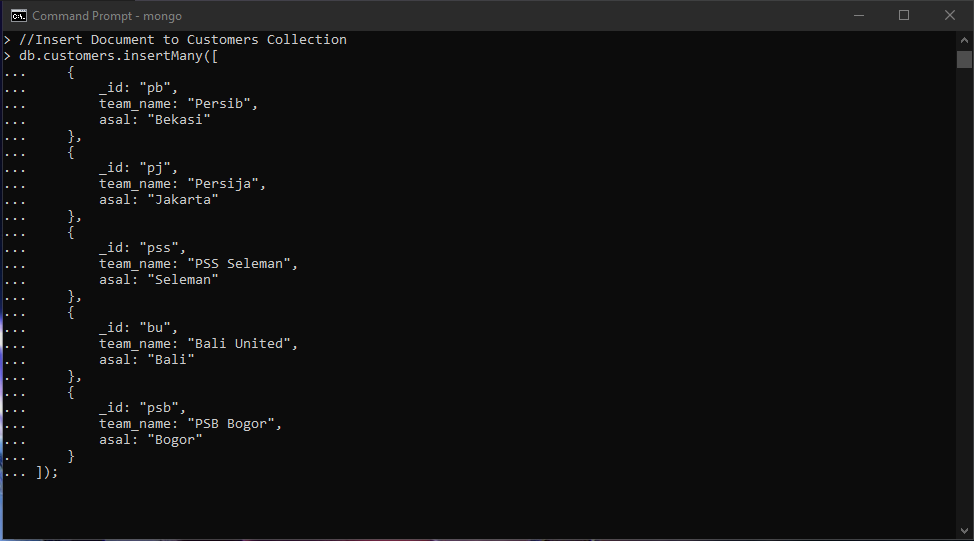 Command Prompt - mongo
> //Insert Document to Customers Collection
> db.customers.insertMany([
...     {
...         _id: "pb",
...         team_name: "Persib",
...         asal: "Bekasi"
...     },
...     {
...         _id: "pj",
...         team_name: "Persija",
...         asal: "Jakarta"
...     },
...     {
...         _id: "pss",
...         team_name: "PSS Seleman",
...         asal: "Seleman"
...     },
...     {
...         _id: "bu",
...         team_name: "Bali United",
...         asal: "Bali"
...     },
...     {
...         _id: "psb",
...         team_name: "PSB Bogor",
...         asal: "Bogor"
...     }
... ]);